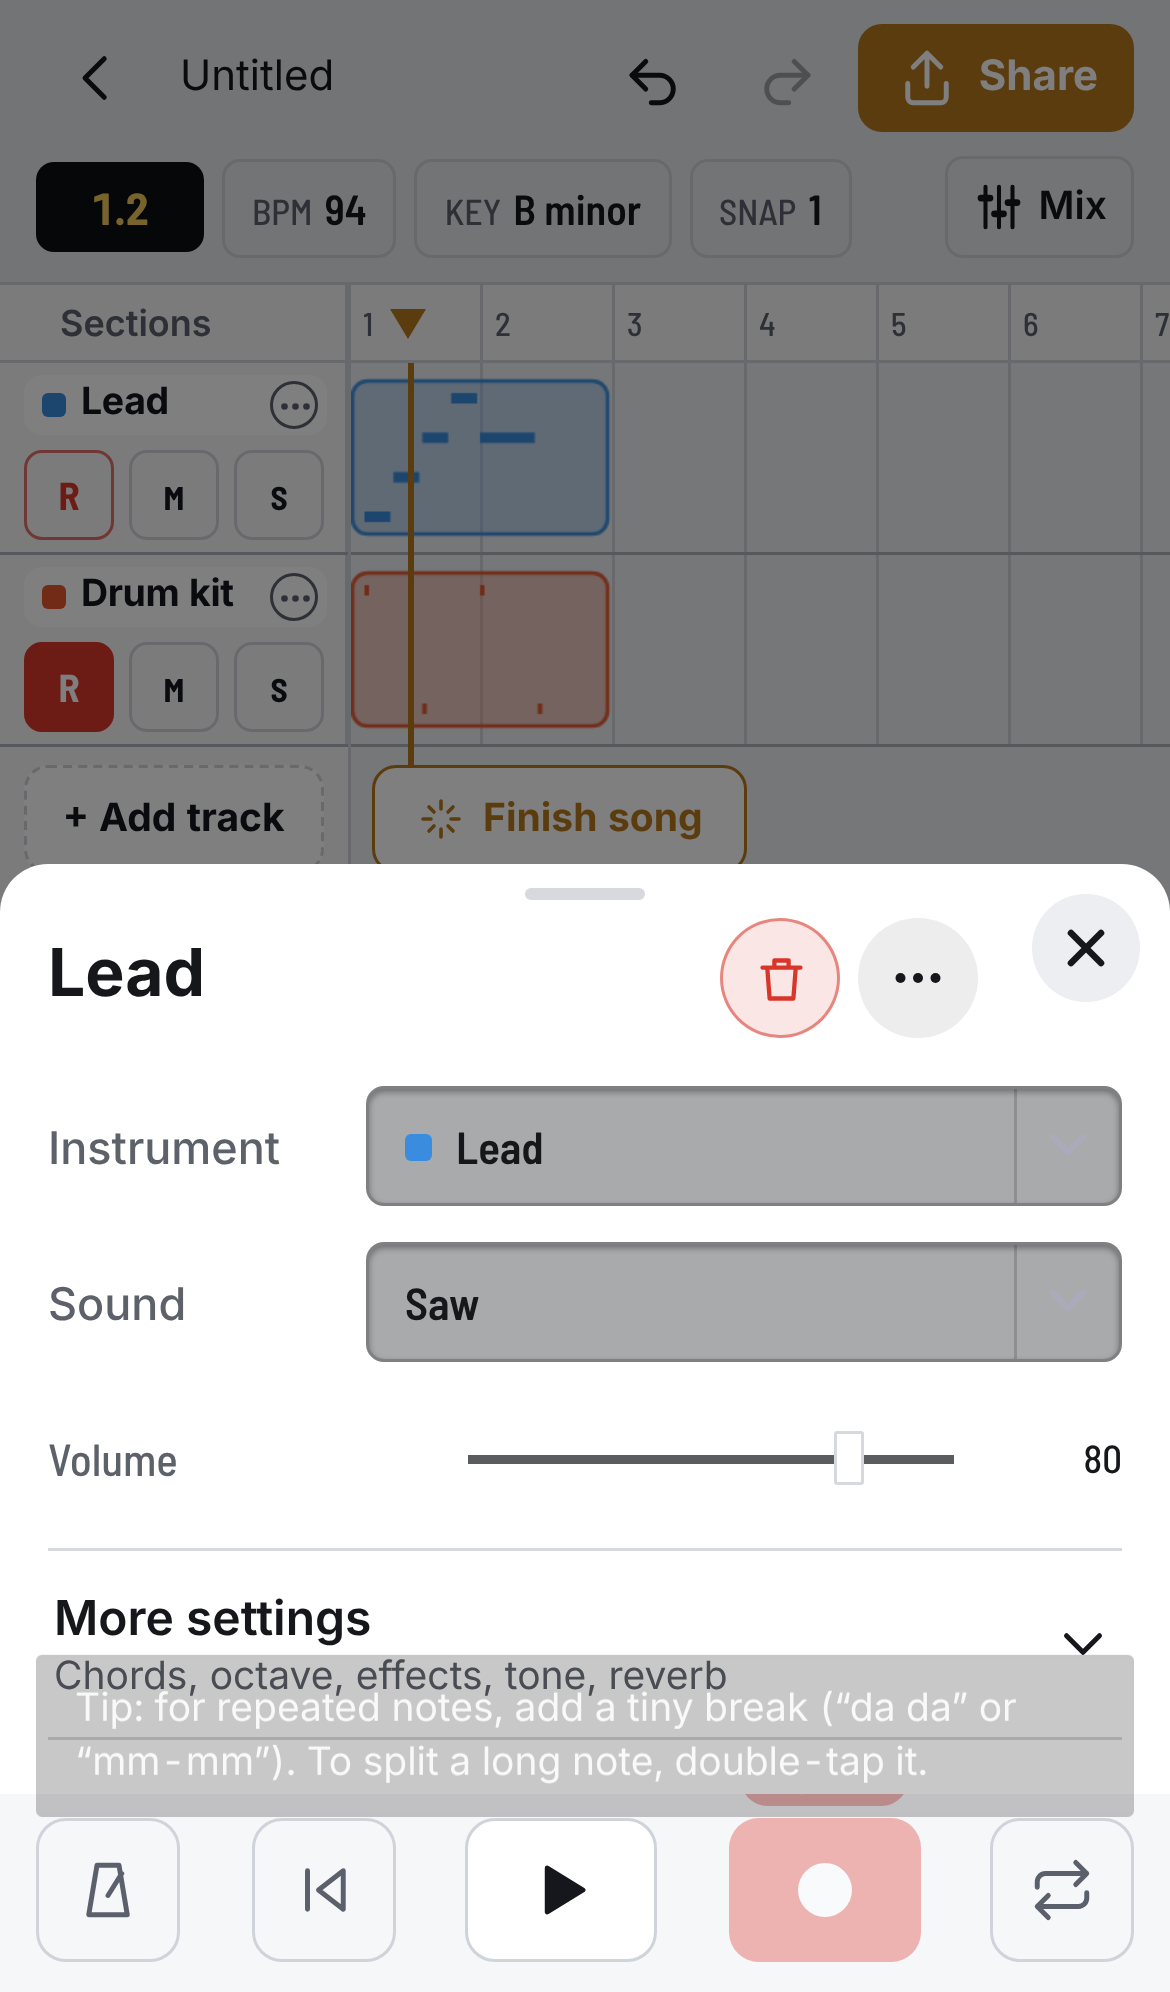 Untitled
Share
1.2
BPM 94
KEY B minor
SNAP 1
Mix
Sections
1 2 3 4 5 6 7
Lead
R M S
Drum kit
R M S
+ Add track
Finish song
Lead
Instrument
Lead
Sound
Saw
Volume
80
More settings
Chords, octave, effects, tone, reverb
Tip: for repeated notes, add a tiny break (“da da” or
“mm-mm”). To split a long note, double-tap it.